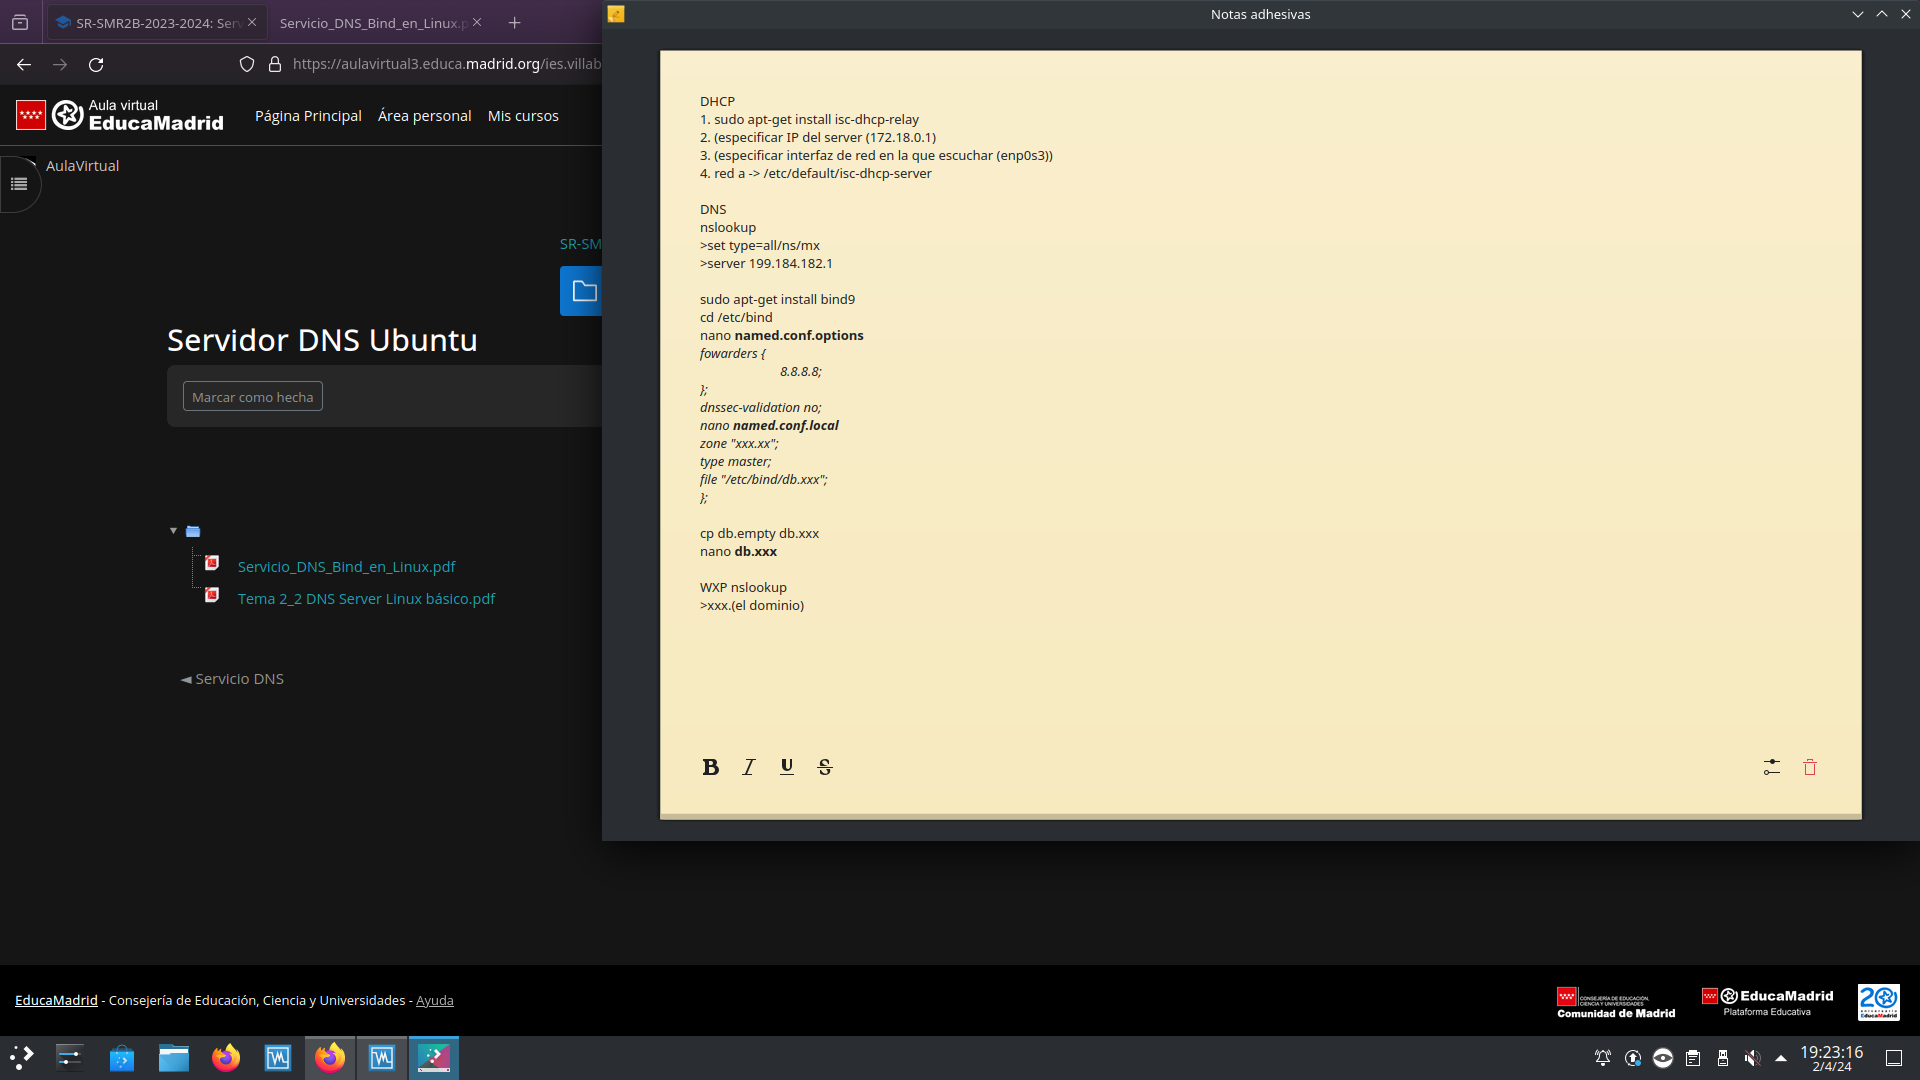 SR-SMR2B-2023-2024: Serv
Servicio_DNS_Bind_en_Linux.p
Notas adhesivas
https://aulavirtual3.educa.madrid.org/ies.villab
Aula virtual
EducaMadrid
Página Principal
Área personal
Mis cursos
AulaVirtual
SR-SM
Servidor DNS Ubuntu
Marcar como hecha
Servicio_DNS_Bind_en_Linux.pdf
Tema 2_2 DNS Server Linux básico.pdf
◄ Servicio DNS
DHCP
1. sudo apt-get install isc-dhcp-relay
2. (especificar IP del server (172.18.0.1)
3. (especificar interfaz de red en la que escuchar (enp0s3))
4. red a -> /etc/default/isc-dhcp-server
DNS
nslookup
>set type=all/ns/mx
>server 199.184.182.1
sudo apt-get install bind9
cd /etc/bind
nano named.conf.options
fowarders {
8.8.8.8;
};
dnssec-validation no;
nano named.conf.local
zone "xxx.xx";
type master;
file "/etc/bind/db.xxx";
};
cp db.empty db.xxx
nano db.xxx
WXP nslookup
>xxx.(el dominio)
B I U S
EducaMadrid - Consejería de Educación, Ciencia y Universidades - Ayuda
CONSEJERÍA DE EDUCACIÓN,
CIENCIA Y UNIVERSIDADES
Comunidad de Madrid
EducaMadrid
Plataforma Educativa
20
aniversario
EducaMadrid
19:23:16
2/4/24